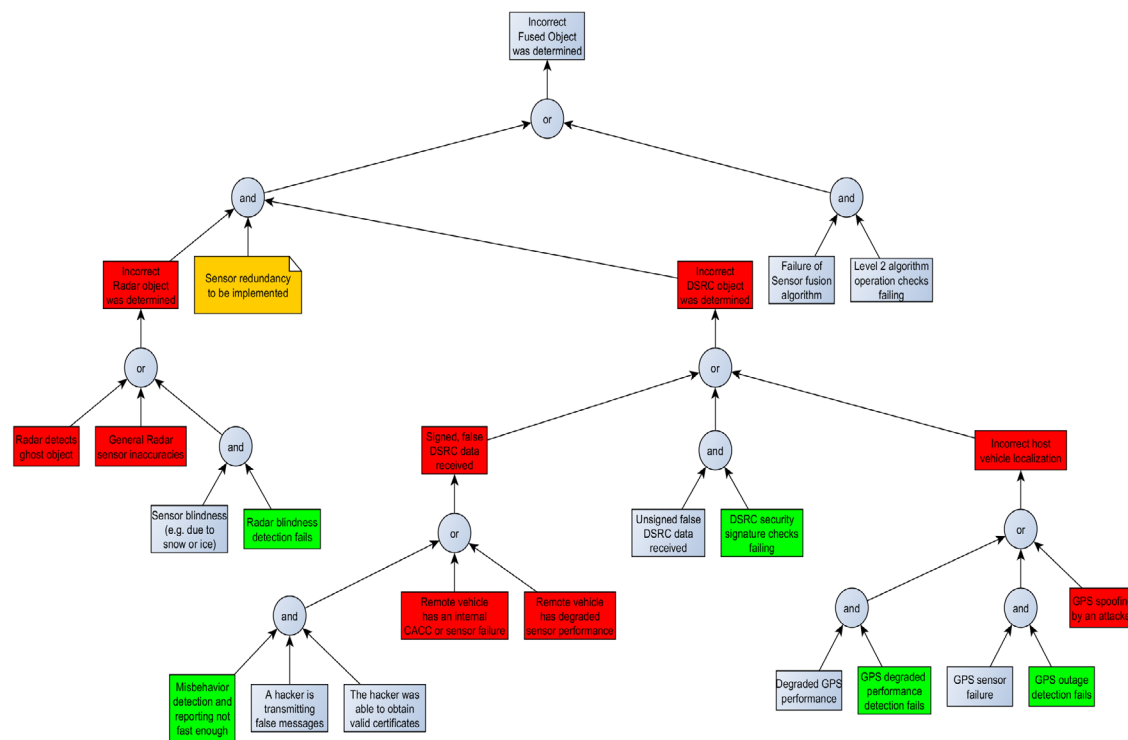 Incorrect
Fused Object
was determined
or
and
and
Incorrect
Radar object
was determined
Sensor redundancy
to be implemented
Incorrect
DSRC object
was determined
Failure of
Sensor fusion
algorithm
Level 2 algorithm
operation checks
failing
or
or
Radar detects
ghost object
General Radar
sensor inaccuracies
and
Signed, false
DSRC data
received
and
Incorrect host
vehicle localization
Sensor blindness
(e.g. due to
snow or ice)
Radar blindness
detection fails
or
Unsigned false
DSRC data
received
DSRC security
signature checks
failing
or
and
Remote vehicle
has an internal
CACC or sensor failure
Remote vehicle
has degraded
sensor performance
and
and
GPS spoofing
by an attacke
Misbehavior
detection and
reporting not
fast enough
A hacker is
transmitting
false messages
The hacker was
able to obtain
valid certificates
Degraded GPS
performance
GPS degraded
performance
detection fails
GPS sensor
failure
GPS outage
detection fails